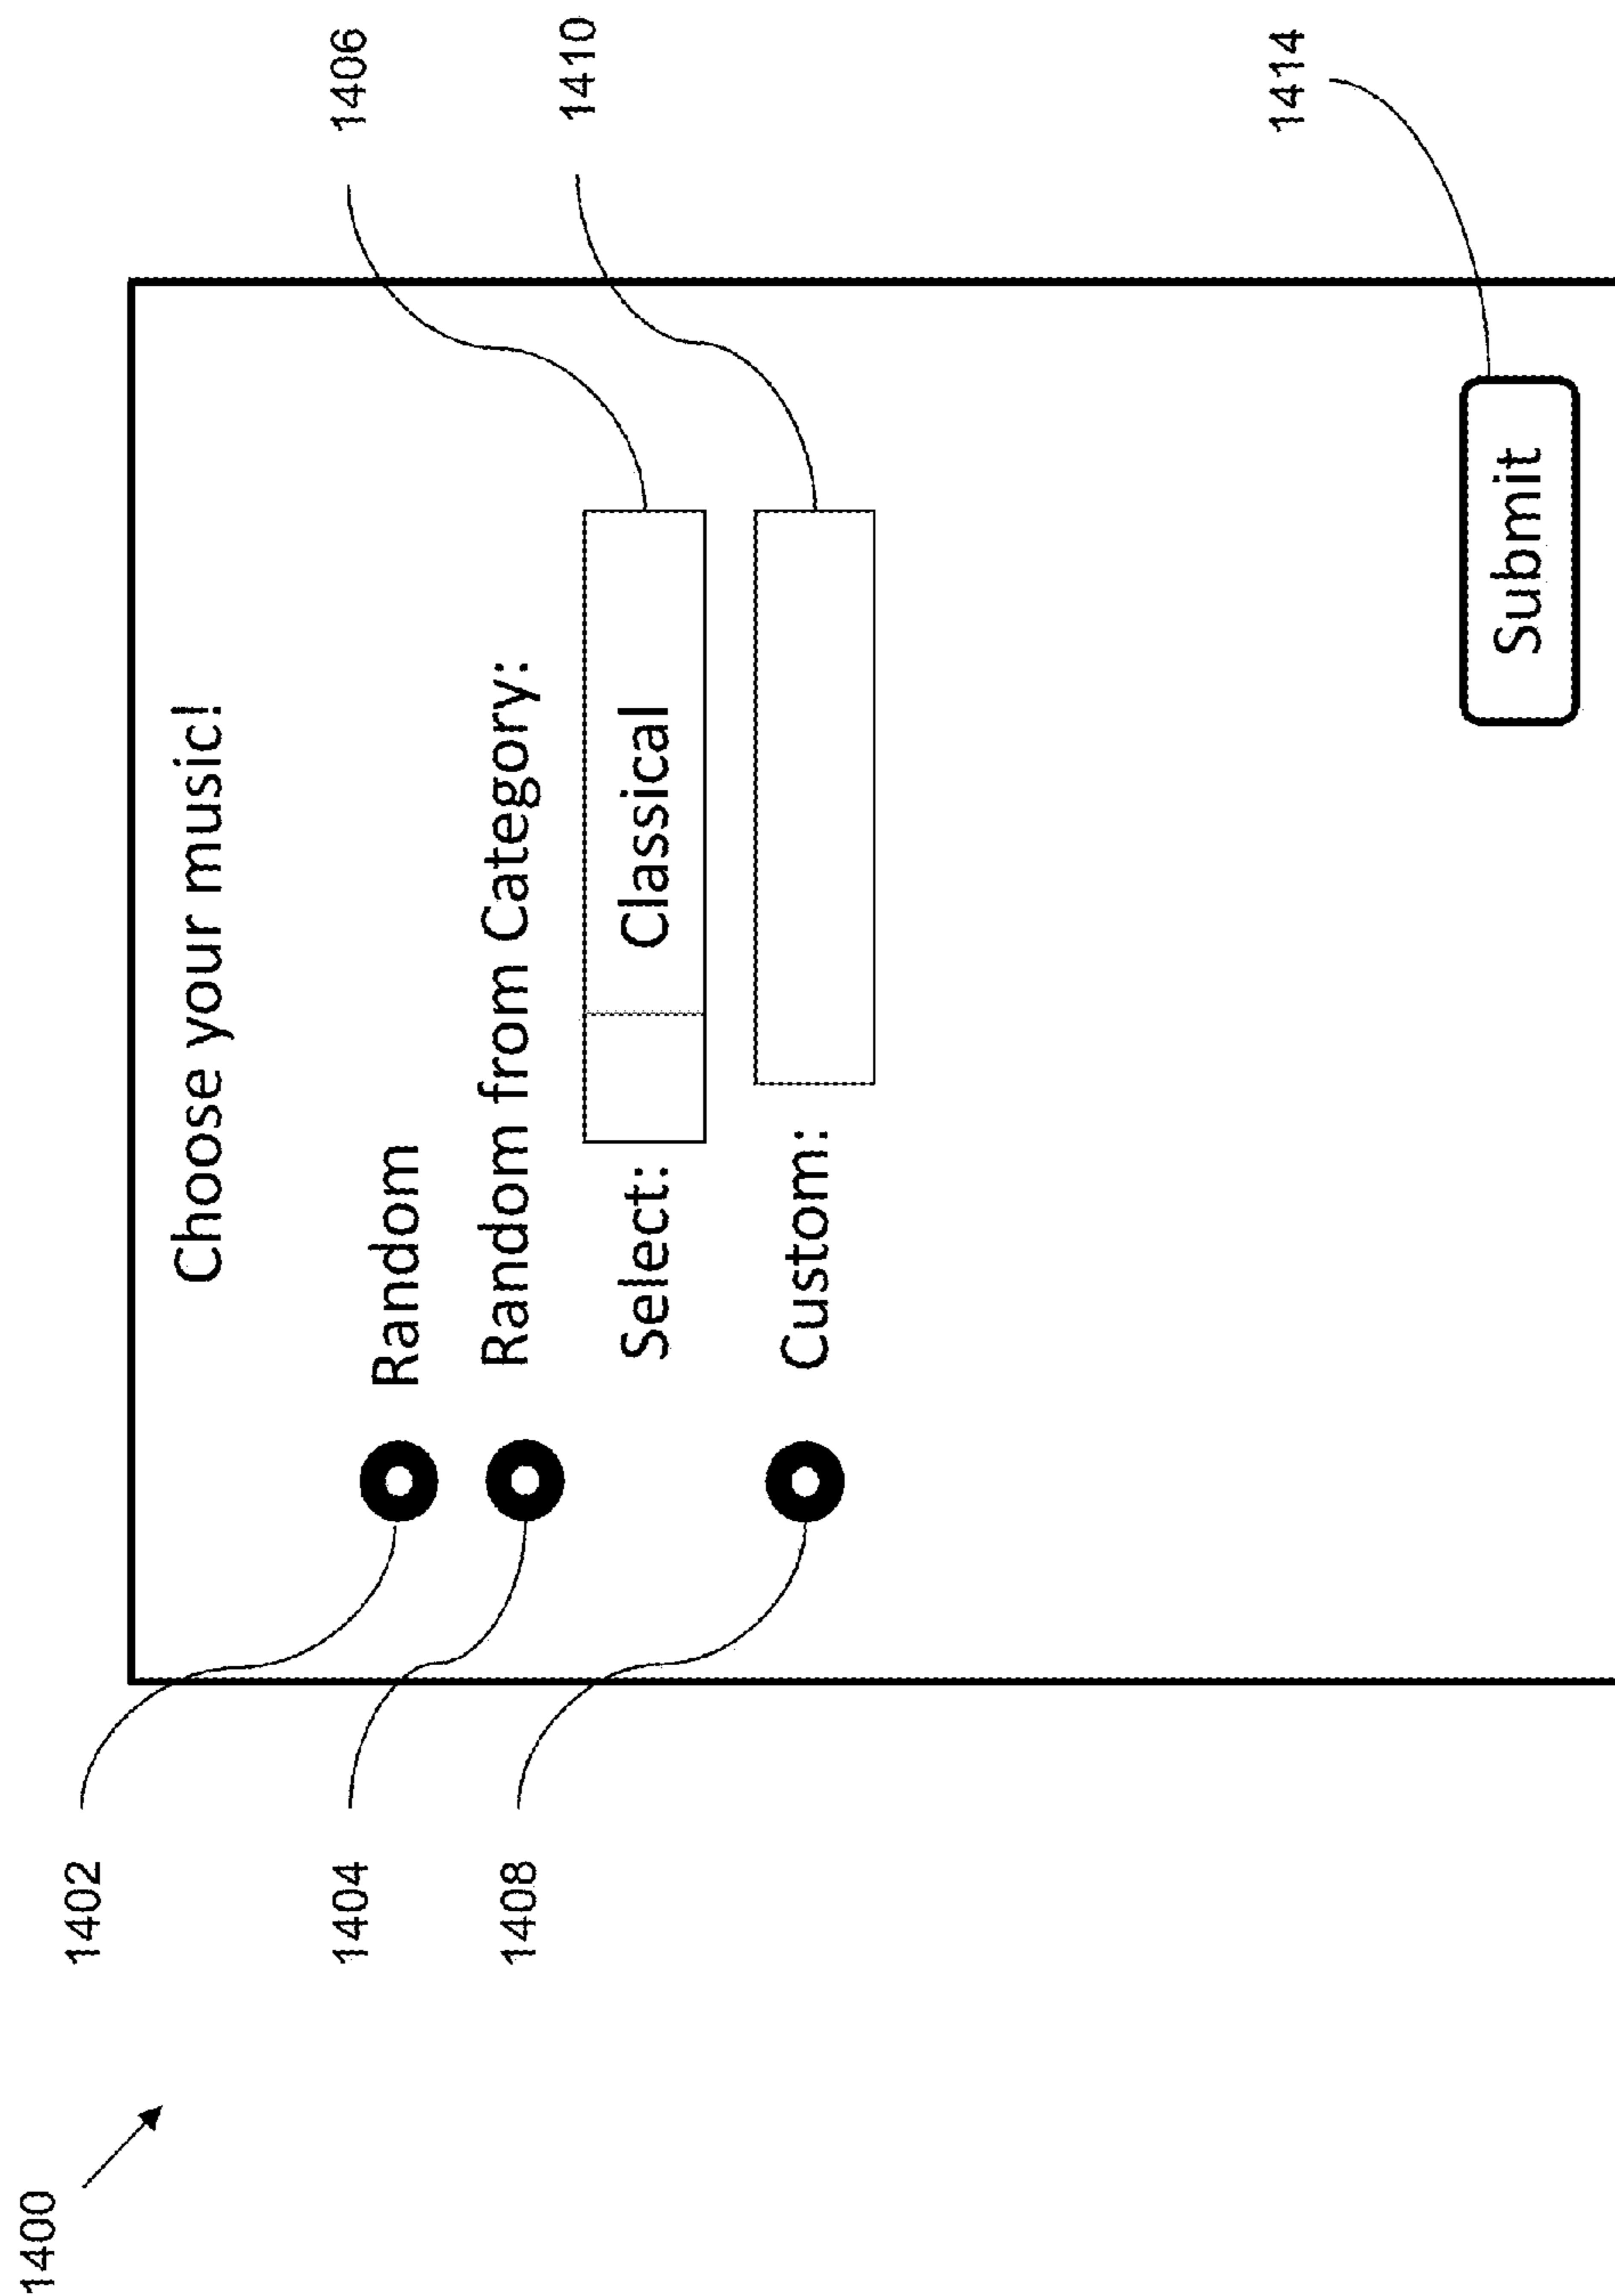 1400
1402
1404
1408
Choose your music!
Random
Random from Category:
Select: Classical
Custom:
Submit
1406
1410
1414